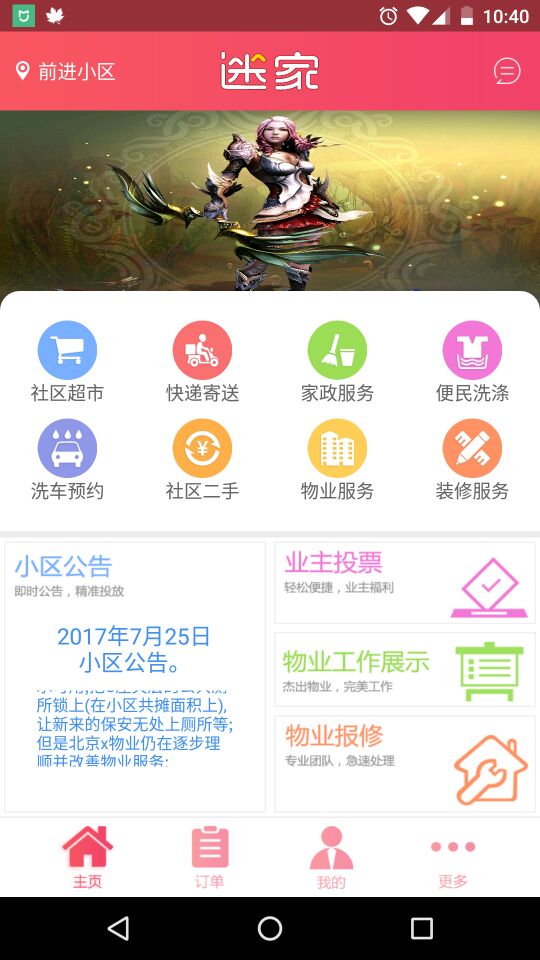 10:40
前进小区
迷家
社区超市
快递寄送
家政服务
便民洗涤
洗车预约
社区二手
物业服务
装修服务
小区公告
即时公告，精准投放
2017年7月25日
小区公告。
所锁上(在小区共摊面积上),
让新来的保安无处上厕所等;
但是北京x物业仍在逐步理
顺并改善物业服务;
业主投票
轻松便捷，业主福利
物业工作展示
杰出物业，完美工作
物业报修
专业团队，急速处理
主页
订单
我的
更多